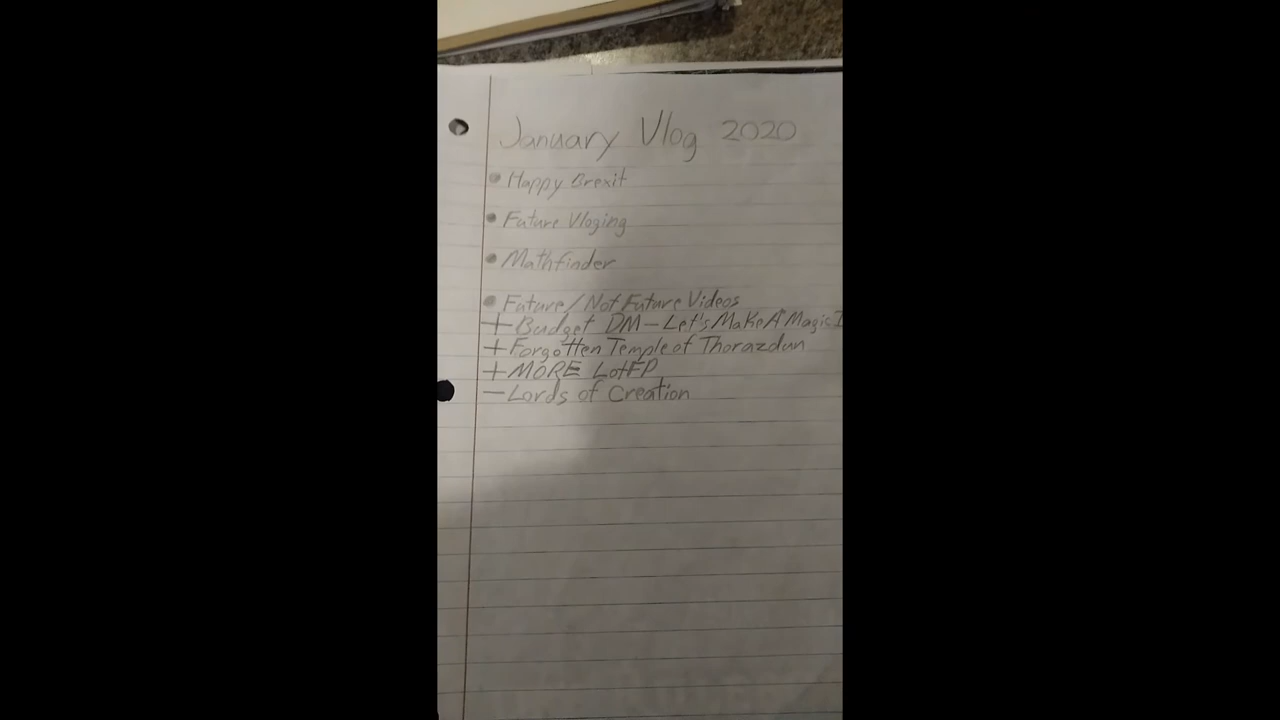 January Vlog 2020
• Happy Brexit
• Future Vloging
• Mathfinder
• Future/Not Future Videos
+ Budget DM - Let's Make A Magic I
+ Forgotten Temple of Thorazdun
+ MORE LotFP
- Lords of Creation